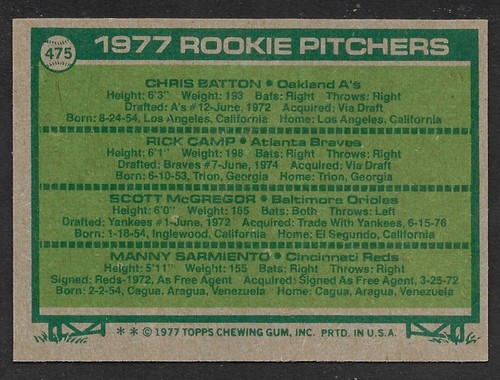 475
1977 ROOKIE PITCHERS
CHRIS BATTON • Oakland A's
Height: 6'3" Weight: 193 Bats: Right Throws: Right
Drafted: A's #12-June, 1972 Acquired: Via Draft
Born: 8-24-54, Los Angeles, California Home: Los Angeles, California
RICK CAMP • Atlanta Braves
Height: 6'1" Weight: 198 Bats: Right Throws: Right
Drafted: Braves #7-June, 1974 Acquired: Via Draft
Born: 6-10-53, Trion, Georgia Home: Trion, Georgia
SCOTT McGREGOR • Baltimore Orioles
Height: 6'0" Weight: 185 Bats: Both Throws: Left
Drafted: Yankees #1-June, 1972 Acquired: Trade With Yankees, 6-15-76
Born: 1-18-54, Inglewood, California Home: El Segundo, California
MANNY SARMIENTO • Cincinnati Reds
Height: 5'11" Weight: 155 Bats: Right Throws: Right
Signed: Reds-1972, As Free Agent Acquired: Signed As Free Agent, 3-25-72
Born: 2-2-54, Cagua, Aragua, Venezuela Home: Cagua, Aragua, Venezuela
** © 1977 TOPPS CHEWING GUM, INC. PRTD. IN U.S.A.